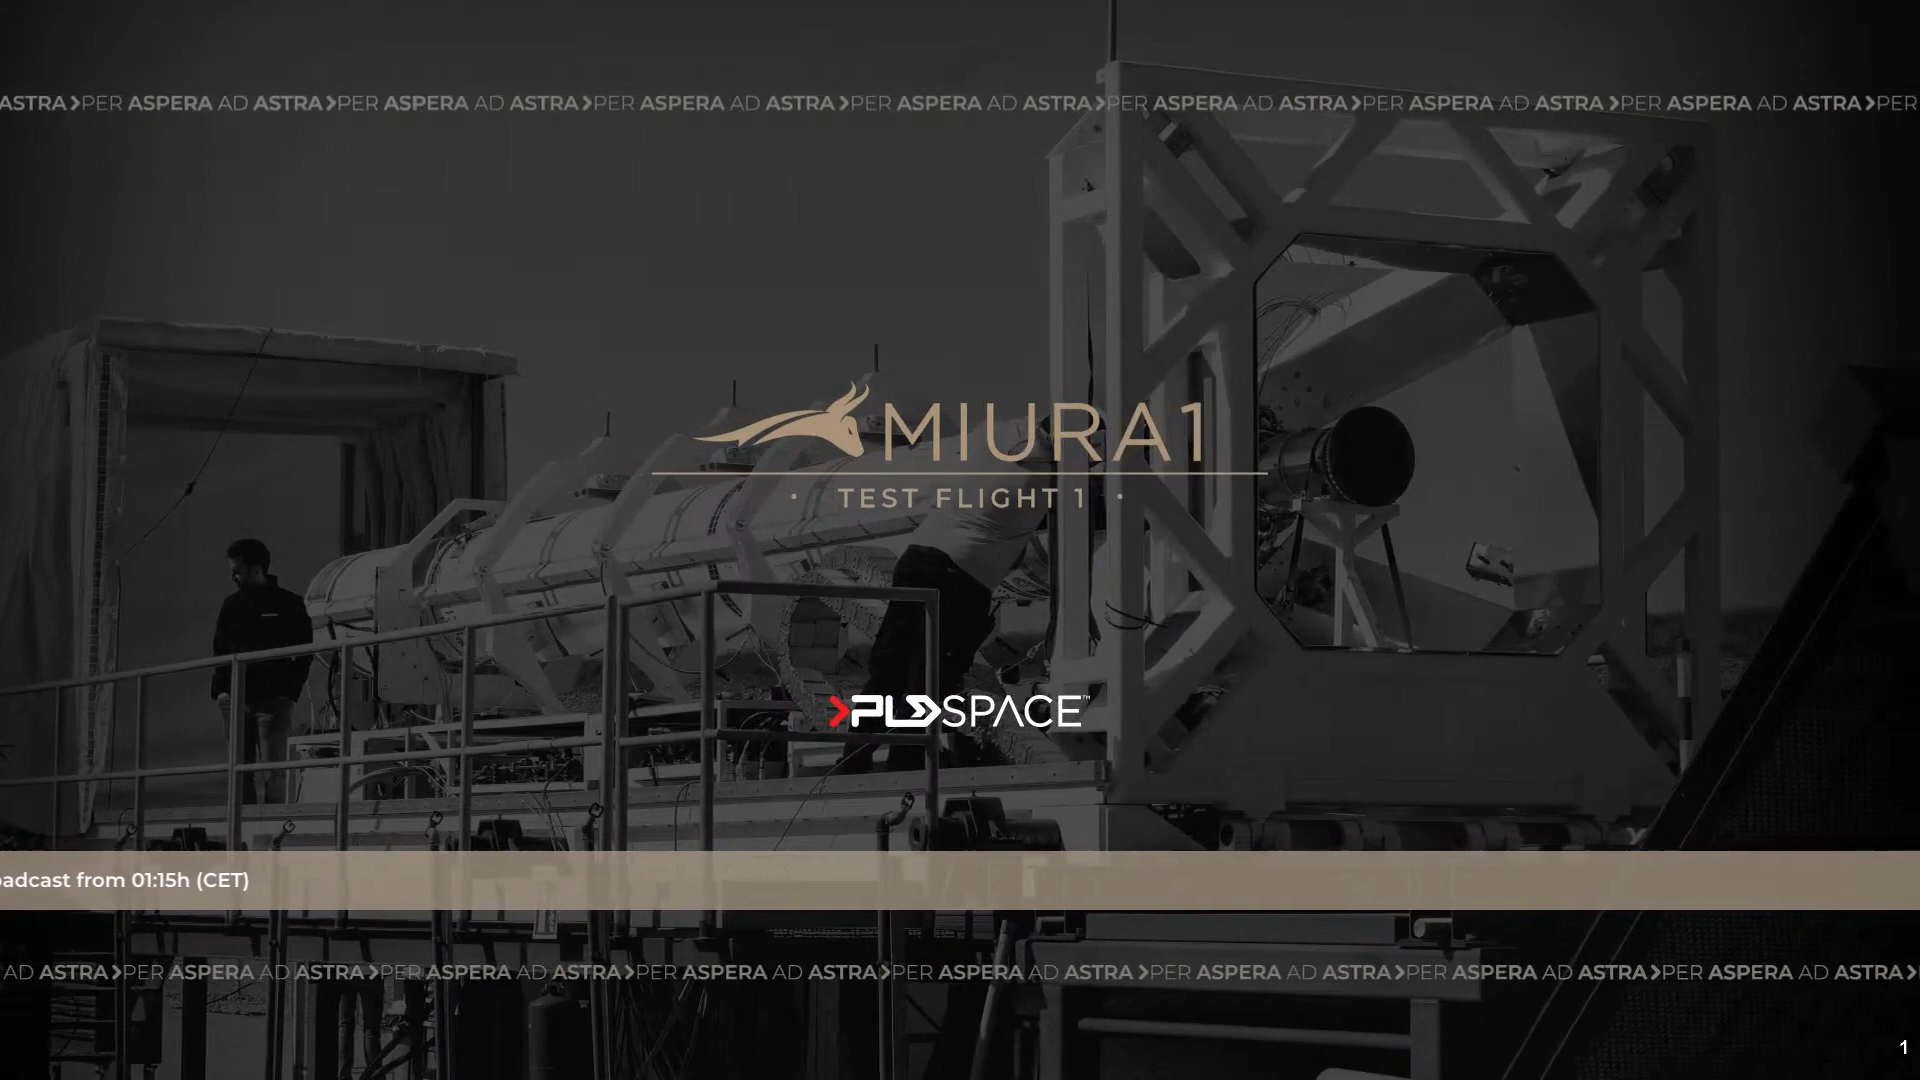 ASTRA>PER ASPERA AD ASTRA>PER ASPERA AD ASTRA>PER ASPERA AD ASTRA>PER ASPERA AD ASTRA>PER ASPERA AD ASTRA>PER ASPERA AD ASTRA>PER ASPERA AD ASTRA>PER
MIURA1
· TEST FLIGHT 1 ·
>PLD SPACE™
oadcast from 01:15h (CET)
AD ASTRA>PER ASPERA AD ASTRA>PER ASPERA AD ASTRA>PER ASPERA AD ASTRA>PER ASPERA AD ASTRA>PER ASPERA AD ASTRA>PER ASPERA AD ASTRA>PER ASPERA AD ASTRA>
1